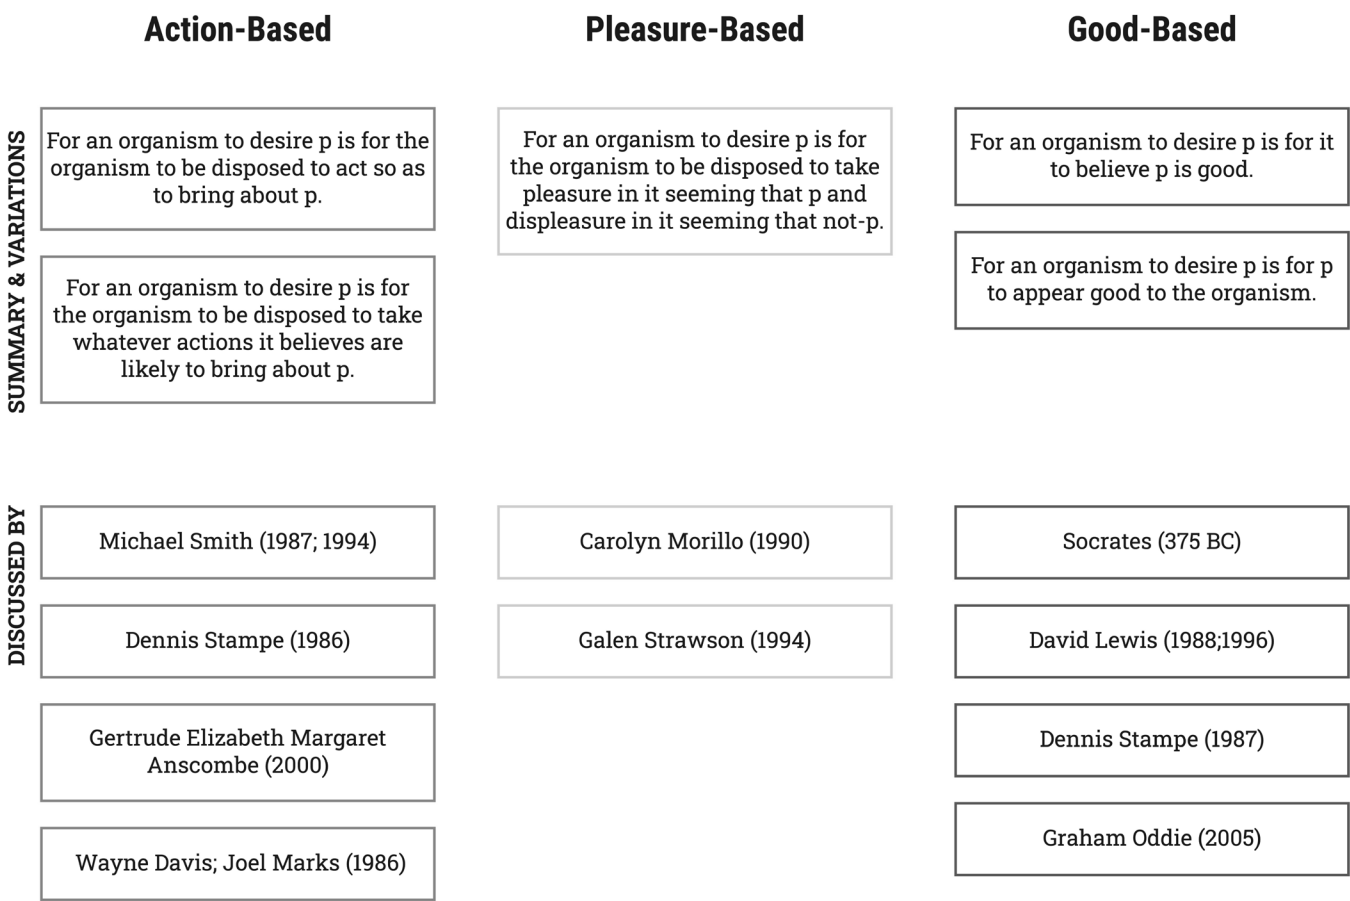 Action-Based
Pleasure-Based
Good-Based
SUMMARY & VARIATIONS
For an organism to desire p is for the
organism to be disposed to act so as
to bring about p.
For an organism to desire p is for
the organism to be disposed to take
whatever actions it believes are
likely to bring about p.
For an organism to desire p is for
the organism to be disposed to take
pleasure in it seeming that p and
displeasure in it seeming that not-p.
For an organism to desire p is for it
to believe p is good.
For an organism to desire p is for p
to appear good to the organism.
DISCUSSED BY
Michael Smith (1987; 1994)
Dennis Stampe (1986)
Gertrude Elizabeth Margaret
Anscombe (2000)
Wayne Davis; Joel Marks (1986)
Carolyn Morillo (1990)
Galen Strawson (1994)
Socrates (375 BC)
David Lewis (1988;1996)
Dennis Stampe (1987)
Graham Oddie (2005)